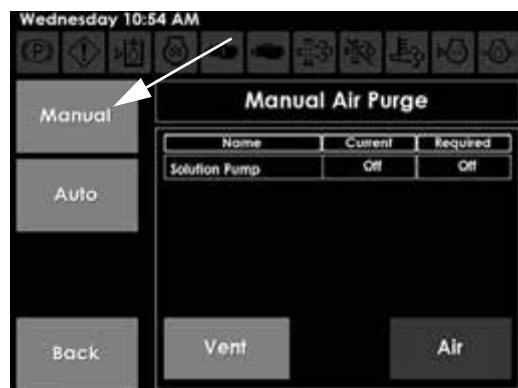 Wednesday 10:54 AM
Manual
Manual Air Purge
Name Current Required
Solution Pump Off Off
Auto
Back
Vent
Air